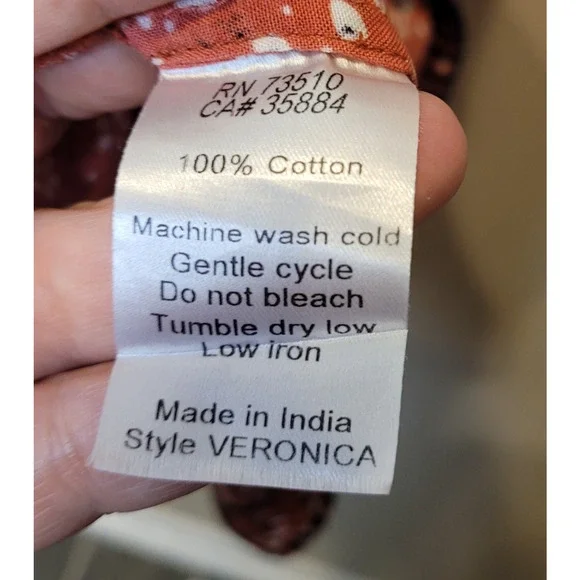 RN 73510
CA# 35884
100% Cotton
Machine wash cold
Gentle cycle
Do not bleach
Tumble dry low
Low iron
Made in India
Style VERONICA